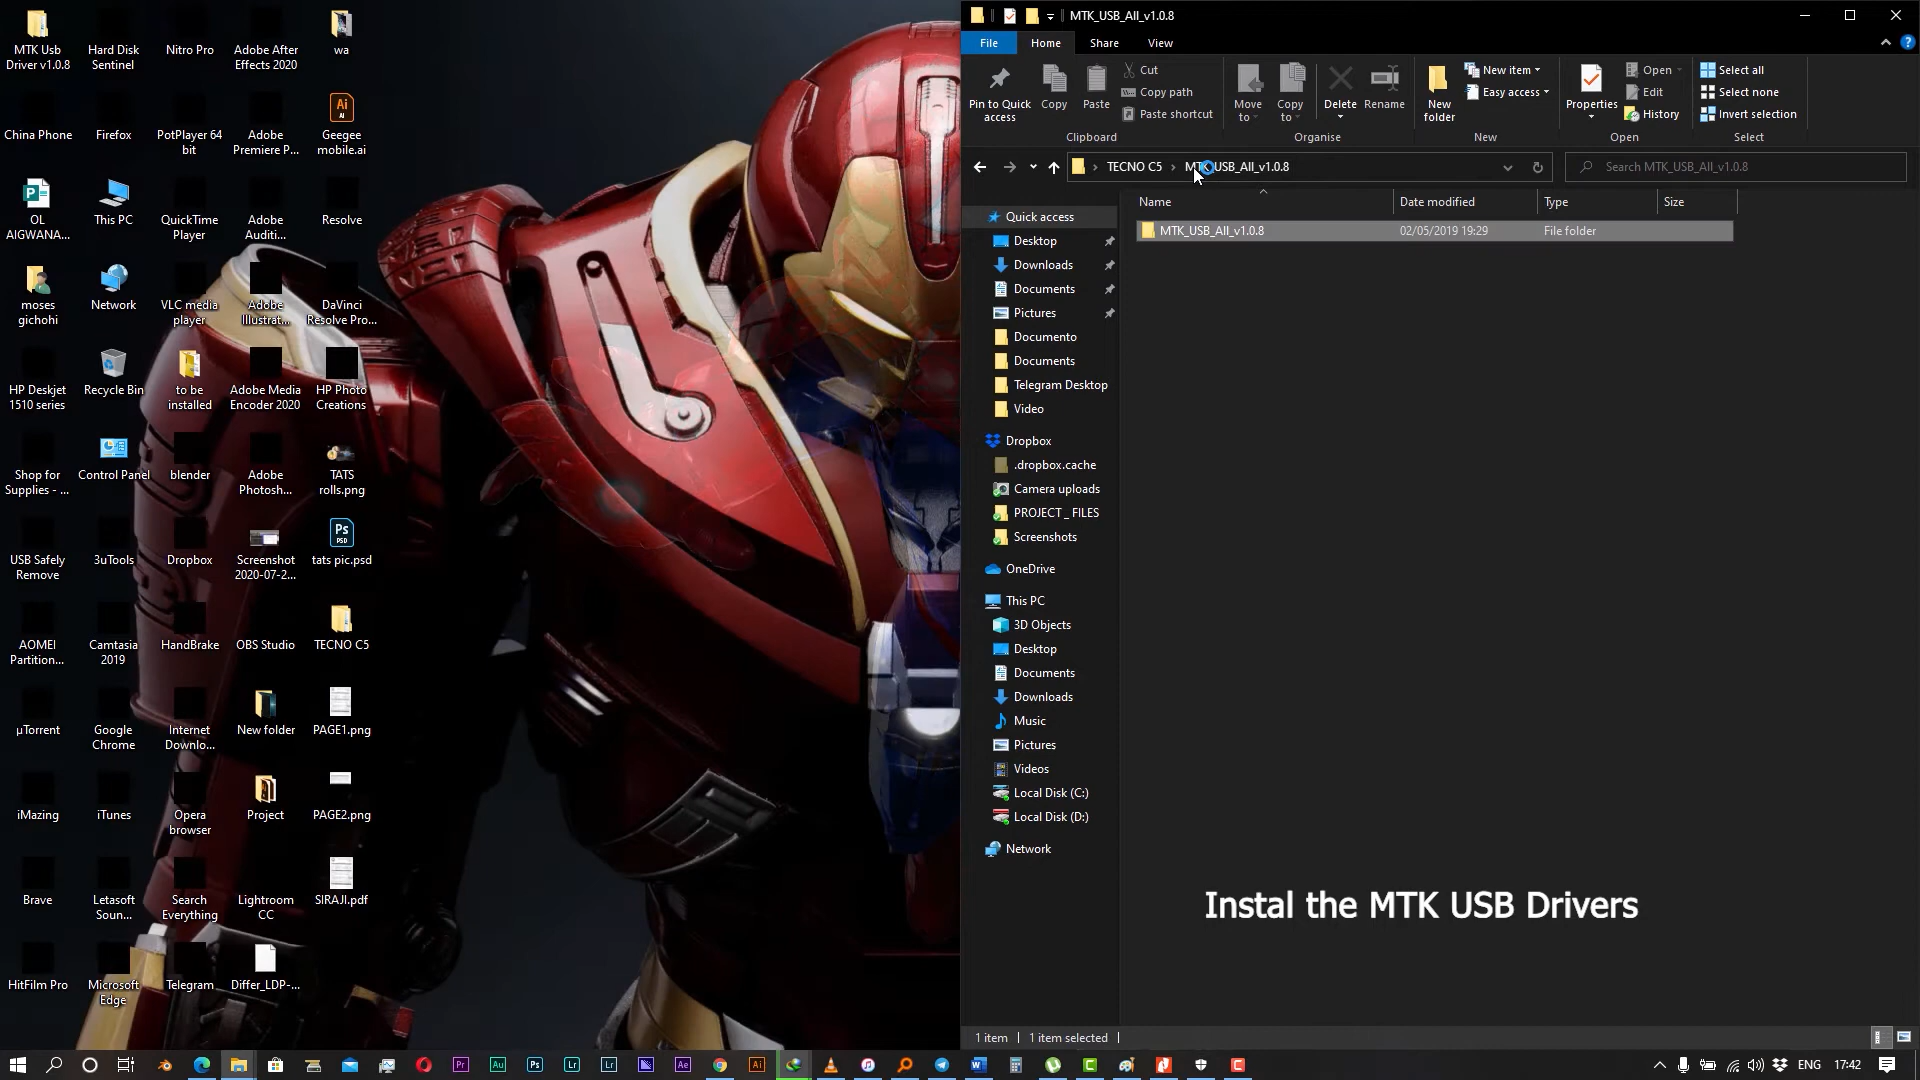 MTK Usb
Driver v1.0.8
Hard Disk
Sentinel
Nitro Pro
Adobe After
Effects 2020
wa
China Phone
Firefox
PotPlayer 64
bit
Adobe
Premiere P...
Geegee
mobile.ai
OL
AIGWANA...
This PC
QuickTime
Player
Adobe
Auditi...
Resolve
moses
gichohi
Network
VLC media
player
Adobe
Illustrat...
DaVinci
Resolve Pro...
HP Deskjet
1510 series
Recycle Bin
to be
installed
Adobe Media
Encoder 2020
HP Photo
Creations
Shop for
Supplies - ...
Control Panel
blender
Adobe
Photosh...
TATS
rolls.png
USB Safely
Remove
3uTools
Dropbox
Screenshot
2020-07-2...
tats pic.psd
AOMEI
Partition...
Camtasia
2019
HandBrake
OBS Studio
TECNO C5
µTorrent
Google
Chrome
Internet
Downlo...
New folder
PAGE1.png
iMazing
iTunes
Opera
browser
Project
PAGE2.png
Brave
Letasoft
Soun...
Search
Everything
Lightroom
CC
SIRAJI.pdf
HitFilm Pro
Microsoft
Edge
Telegram
Differ_LDP-...
MTK_USB_All_v1.0.8
File Home Share View
Pin to Quick
access
Copy
Paste
Cut
Copy path
Paste shortcut
Clipboard
Move
to
Copy
to
Delete
Rename
Organise
New
folder
New item
Easy access
New
Properties
Open
Edit
History
Open
Select all
Select none
Invert selection
Select
TECNO C5 MTK_USB_All_v1.0.8
Search MTK_USB_All_v1.0.8
Name Date modified Type Size
MTK_USB_All_v1.0.8 02/05/2019 19:29 File folder
Quick access
Desktop
Downloads
Documents
Pictures
Documento
Documents
Telegram Desktop
Video
Dropbox
.dropbox.cache
Camera uploads
PROJECT_ FILES
Screenshots
OneDrive
This PC
3D Objects
Desktop
Documents
Downloads
Music
Pictures
Videos
Local Disk (C:)
Local Disk (D:)
Network
Instal the MTK USB Drivers
1 item 1 item selected
ENG 17:42